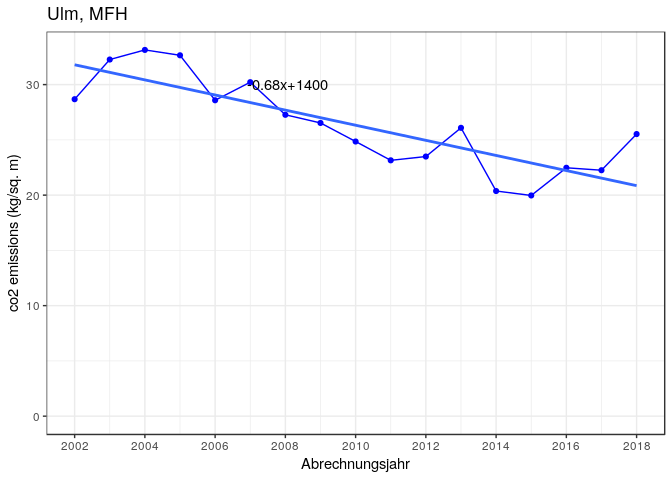 Ulm, MFH
co2 emissions (kg/sq. m)
30
20
10
0
0.68x+1400
2002 2004 2006 2008 2010 2012 2014 2016 2018
Abrechnungsjahr